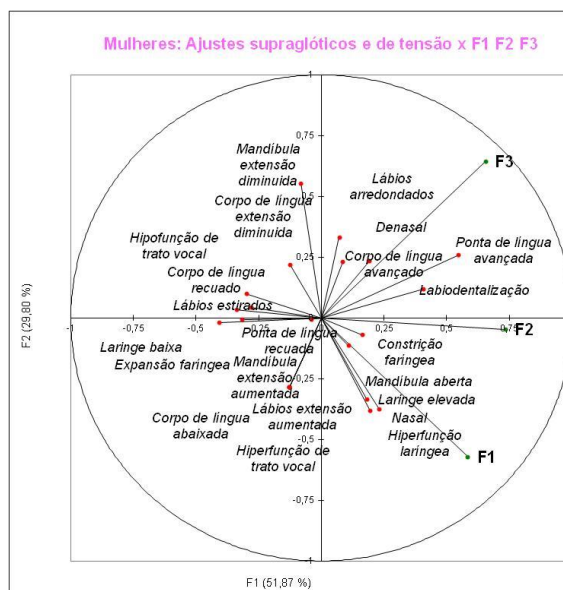 Mulheres: Ajustes supraglóticos e de tensão x F1 F2 F3
1
0,75
Mandíbula
extensão
diminuida
F3
Lábios
arredondados
0,5
Corpo de língua
extensão
diminuída
Denasal
Hipofunção de
trato vocal
0,25
Ponta de língua
avançada
Corpo de língua
avançado
Corpo de língua
recuado
Labiodentalização
Lábios estirados
-1
-0,75
-0,5
-0,25
0
0,25
0,5
0,75
1
F2
Ponta de língua
recuada
Constrição
faríngea
Laringe baixa
Expansão faríngea
-0,25
Mandíbula
extensão
aumentada
Mandíbula aberta
Laringe elevada
Corpo de língua
abaixada
Lábios extensão
aumentada
Nasal
Hiperfunção
laríngea
-0,5
Hiperfunção de
trato vocal
F1
-0,75
-1
F2 (29,80 %)
F1 (51,87 %)